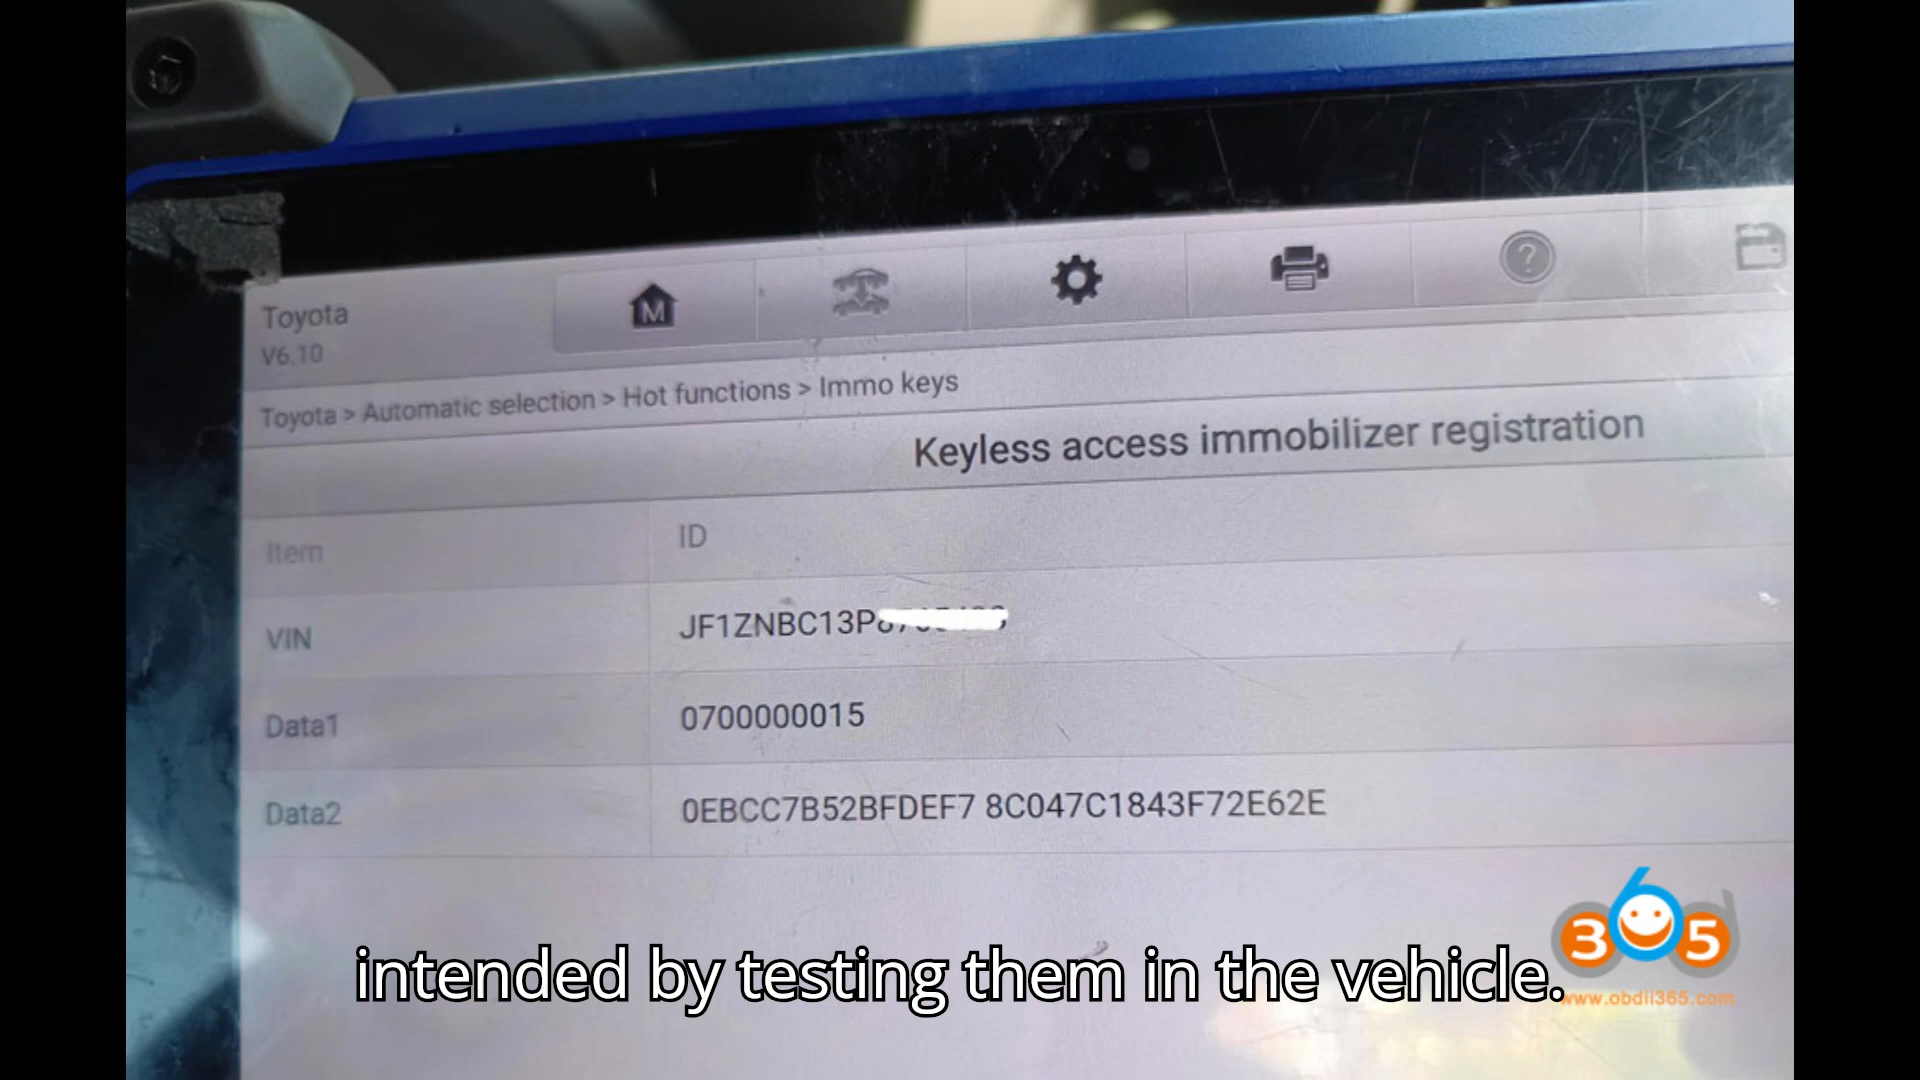 Toyota
V6.10
M
?
Toyota > Automatic selection > Hot functions > Immo keys
Keyless access immobilizer registration
Item ID
VIN JF1ZNBC13P
Data1 0700000015
Data2 0EBCC7B52BFDEF7 8C047C1843F72E62E
365
intended by testing them in the vehicle.
www.obdii365.com